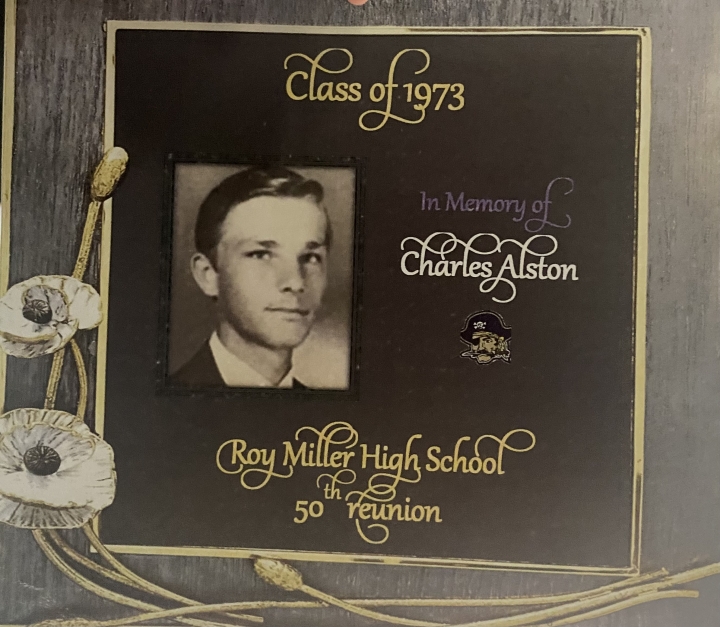 Class of 1973
In Memory of
Charles Alston
Roy Miller High School
50th reunion